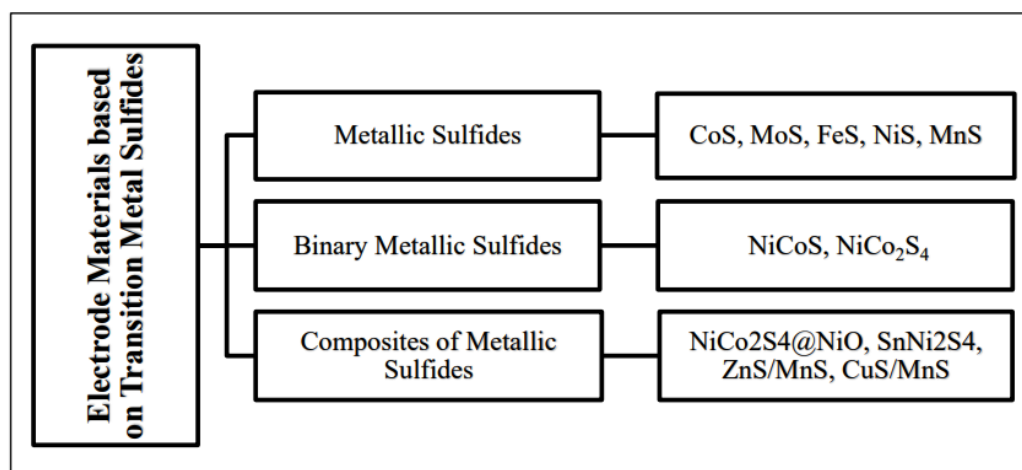 Electrode Materials based
on Transition Metal Sulfides
Metallic Sulfides
CoS, MoS, FeS, NiS, MnS
Binary Metallic Sulfides
NiCoS, NiCo₂S₄
Composites of Metallic
Sulfides
NiCo2S4@NiO, SnNi2S4,
ZnS/MnS, CuS/MnS